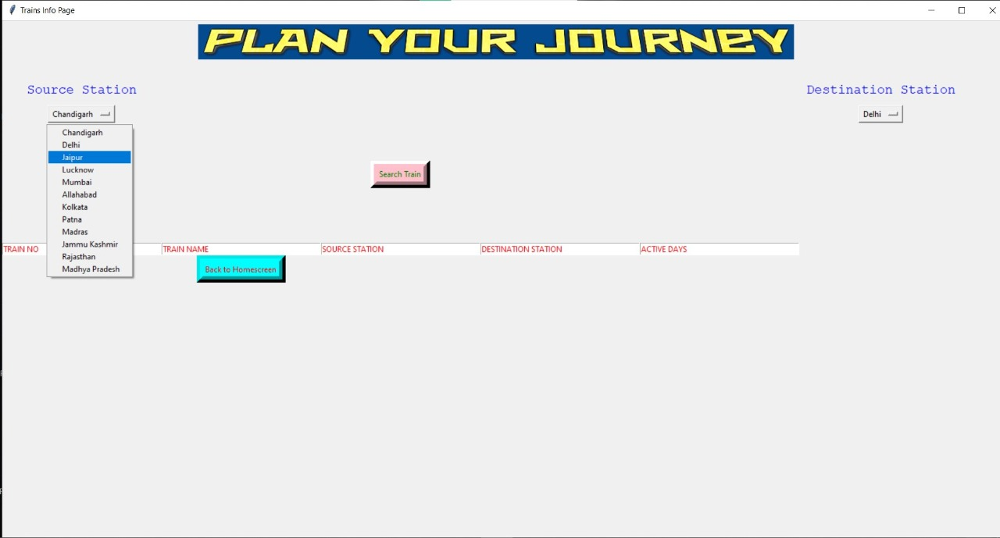 Trains Info Page
PLAN YOUR JOURNEY
Source Station
Destination Station
Chandigarh
Delhi
Chandigarh
Delhi
Jaipur
Lucknow
Mumbai
Allahabad
Kolkata
Patna
Madras
Jammu Kashmir
Rajasthan
Madhya Pradesh
Search Train
TRAIN NO TRAIN NAME SOURCE STATION DESTINATION STATION ACTIVE DAYS
Back to Homescreen